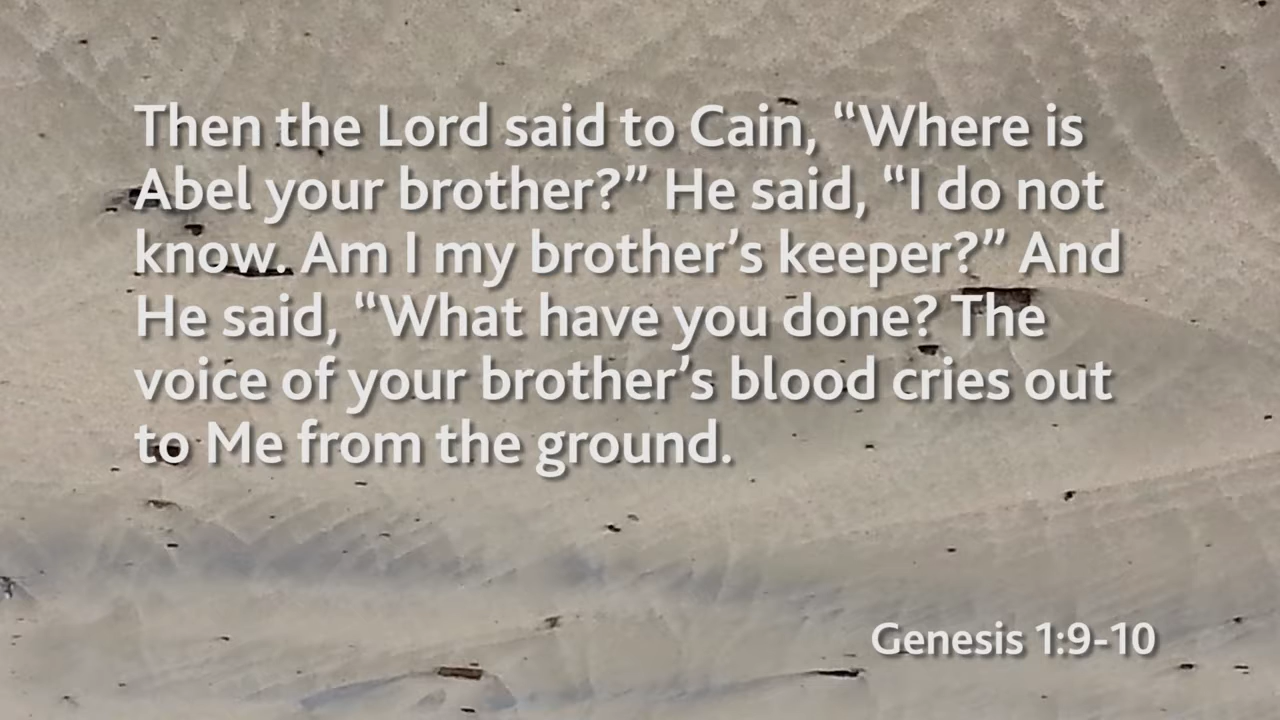 Then the Lord said to Cain, “Where is
Abel your brother?” He said, “I do not
know. Am I my brother’s keeper?” And
He said, “What have you done? The
voice of your brother’s blood cries out
to Me from the ground.
Genesis 1:9-10